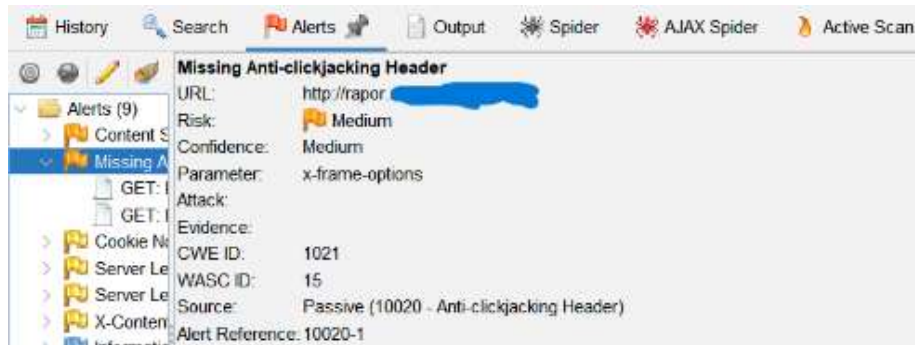 History Search Alerts Output Spider AJAX Spider Active Scan
Missing Anti-clickjacking Header
URL: http://rapor
Alerts (9)
Risk: Medium
Content S
Confidence: Medium
Missing A
Parameter: x-frame-options
GET:
Attack:
GET:
Evidence:
Cookie No
CWE ID: 1021
Server Le
WASC ID: 15
Server Le
Source: Passive (10020 - Anti-clickjacking Header)
X-Conten
Alert Reference: 10020-1